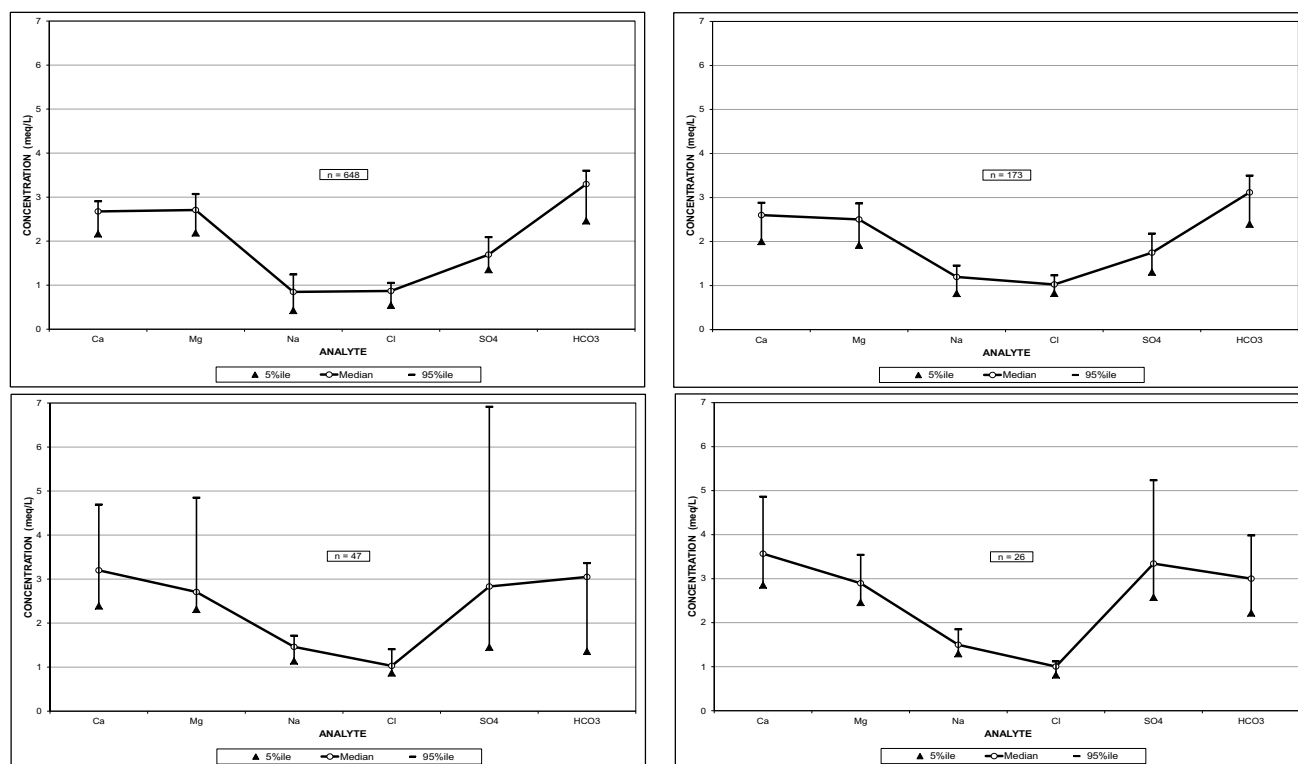 7
6
5
4
3
2
1
0
CONCENTRATION (meq/L)
n = 648
Ca Mg Na Cl SO4 HCO3
ANALYTE
5%ile Median 95%ile
7
6
5
4
3
2
1
0
CONCENTRATION (meq/L)
n = 173
Ca Mg Na Cl SO4 HCO3
ANALYTE
5%ile Median 95%ile
7
6
5
4
3
2
1
0
CONCENTRATION (meq/L)
n = 47
Ca Mg Na Cl SO4 HCO3
ANALYTE
5%ile Median 95%ile
7
6
5
4
3
2
1
0
CONCENTRATION (meq/L)
n = 26
Ca Mg Na Cl SO4 HCO3
ANALYTE
5%ile Median 95%ile